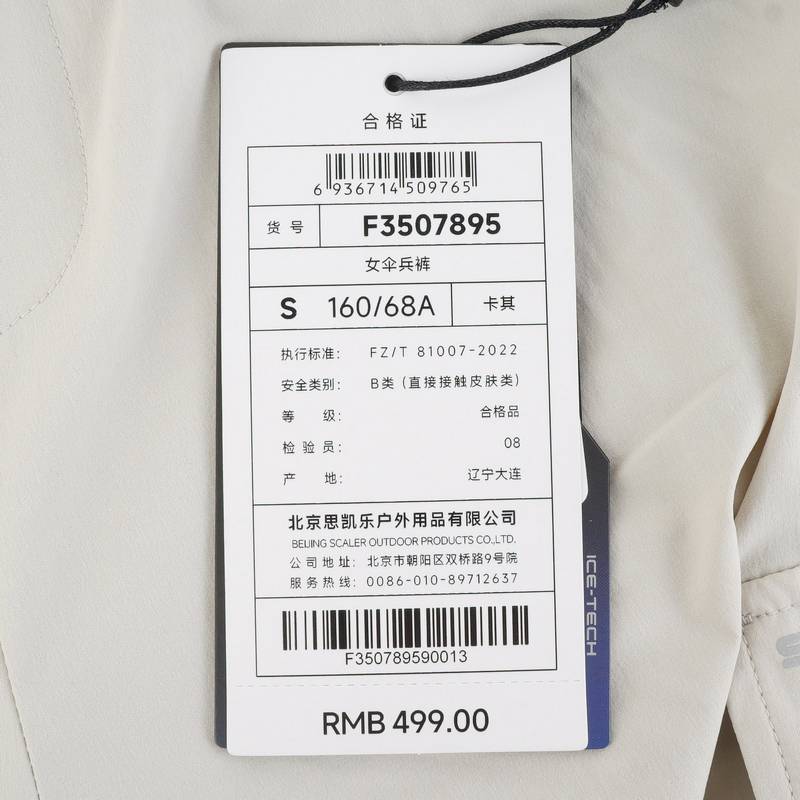 合格证
6 936714 509765
货号 F3507895
女伞兵裤
S 160/68A 卡其
执行标准: FZ/T 81007-2022
安全类别: B类 (直接接触皮肤类)
等级: 合格品
检验员: 08
产地: 辽宁大连
北京思凯乐户外用品有限公司
BEIJING SCALER OUTDOOR PRODUCTS CO.,LTD.
公司地址: 北京市朝阳区双桥路9号院
服务热线: 0086-010-89712637
F350789590013
RMB 499.00
ICE-TECH